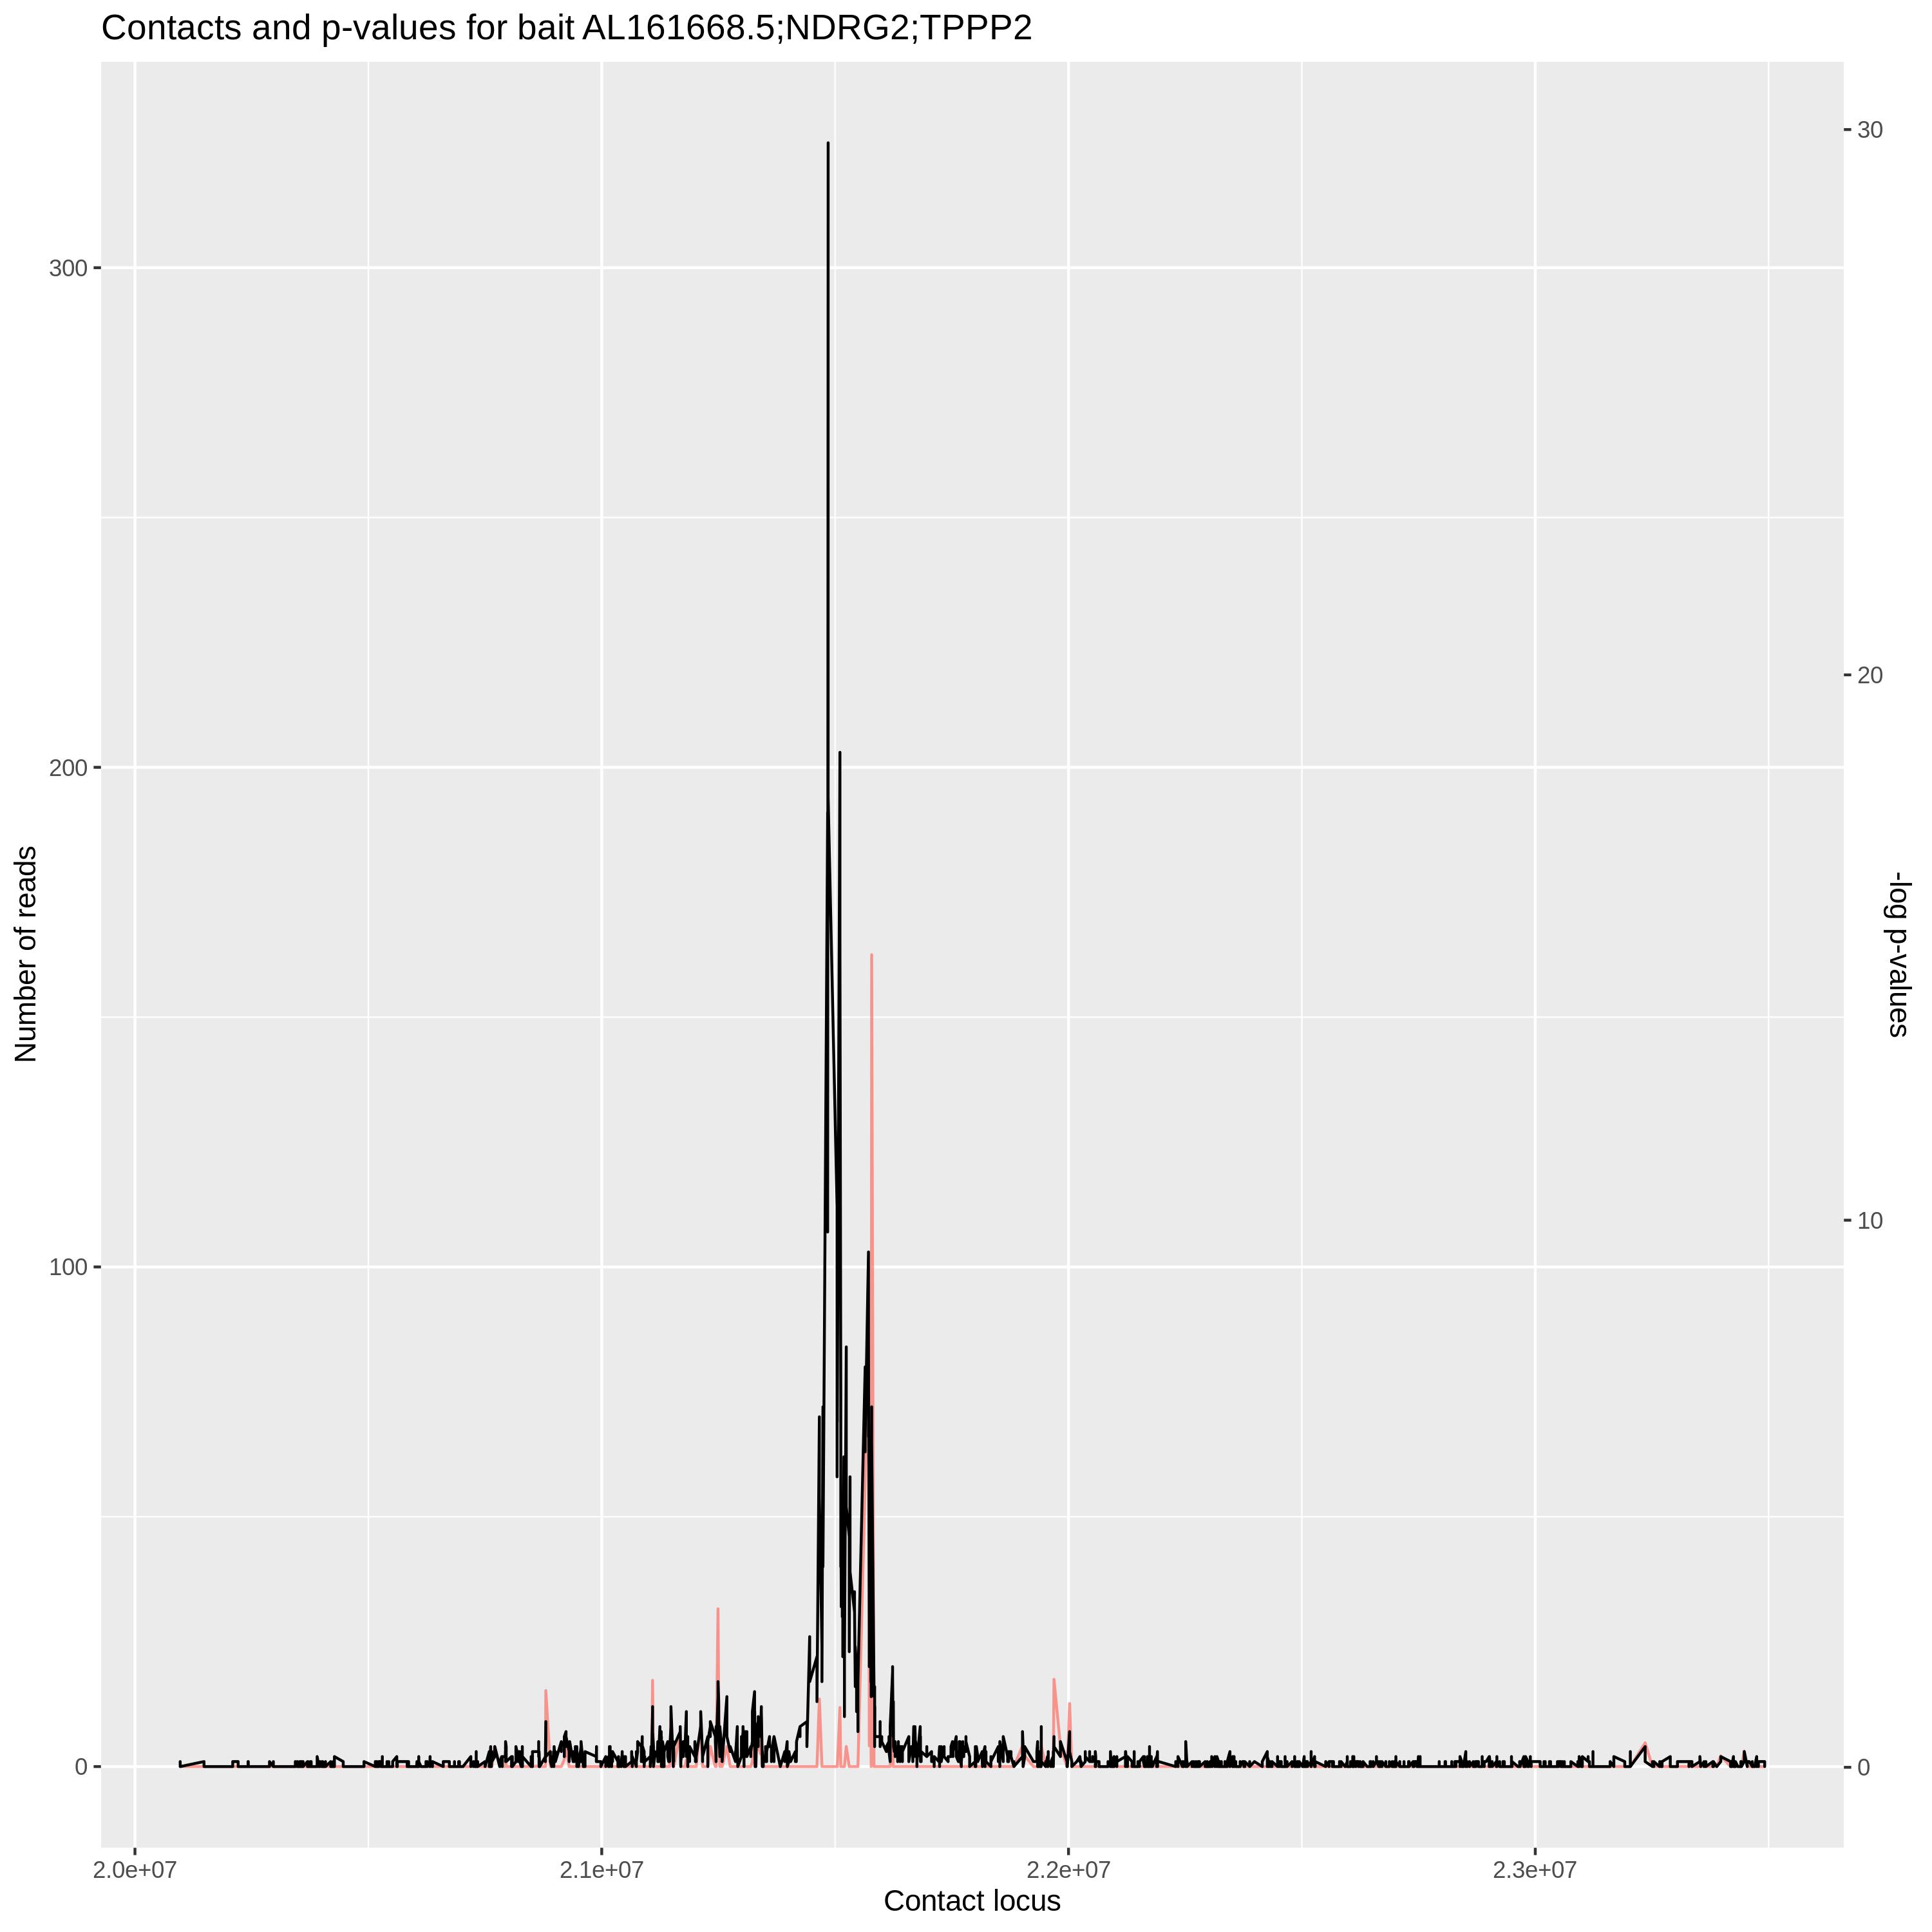 Contacts and p-values for bait AL161668.5;NDRG2;TPPP2
30
300
20
200
Number of reads
-log p-values
10
100
0
0
2.0e+07
2.1e+07
2.2e+07
2.3e+07
Contact locus